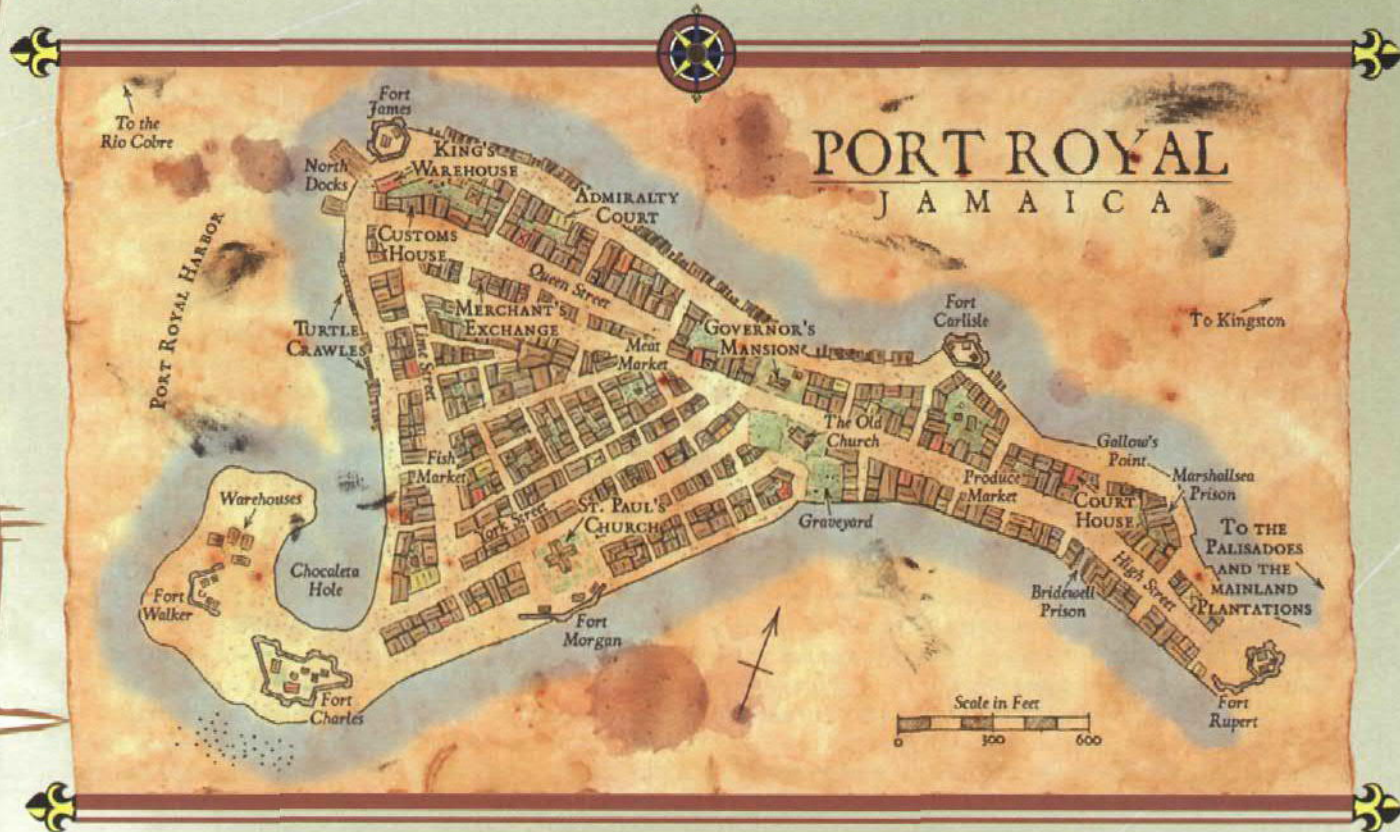 PORT ROYAL
JAMAICA
To the
Rio Cobre
Fort
James
North
Docks
KING'S
WAREHOUSE
ADMIRALTY
COURT
CUSTOMS
HOUSE
PORT ROYAL HARBOR
Queen Street
TURTLE
CRAWLES
Lime Street
MERCHANT'S
EXCHANGE
Meat
Market
GOVERNOR'S
MANSION
Fort
Carlisle
To Kingston
The Old
Church
Fish
Market
York Street
ST. PAUL'S
CHURCH
Graveyard
Produce
Market
Gallow's
Point
Marshallsea
Prison
COURT
HOUSE
TO THE
PALISADOES
AND THE
MAINLAND
PLANTATIONS
High Street
Bridewell
Prison
Warehouses
Chocaleta
Hole
Fort
Walker
Fort
Morgan
Fort
Charles
Fort
Rupert
Scale in Feet
0 300 600